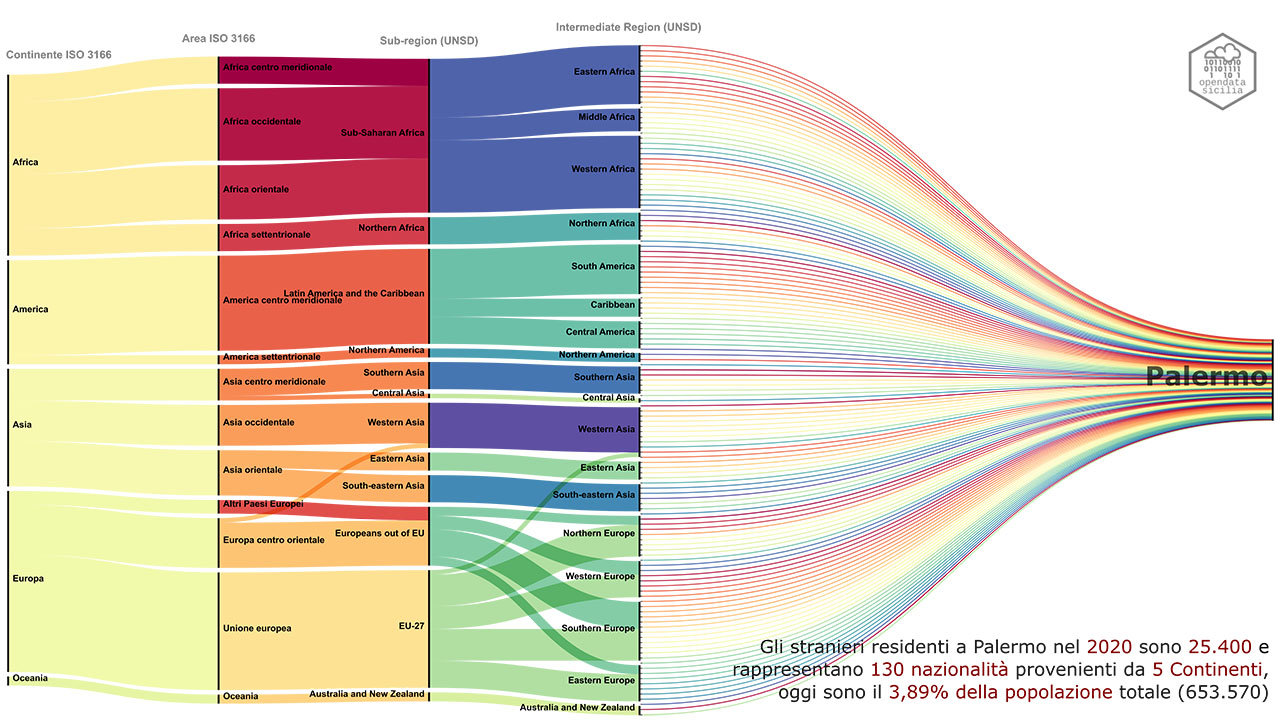 Continente ISO 3166
Area ISO 3166
Sub-region (UNSD)
Intermediate Region (UNSD)
10110010
01101111
1 10 1
opendata
sicilia
Africa
America
Asia
Europa
Oceania
Africa centro meridionale
Africa occidentale
Africa orientale
Africa settentrionale
America centro meridionale
America settentrionale
Asia centro meridionale
Asia occidentale
Asia orientale
Altri Paesi Europei
Europa centro orientale
Unione europea
Oceania
Sub-Saharan Africa
Northern Africa
Latin America and the Caribbean
Northern America
Southern Asia
Central Asia
Western Asia
Eastern Asia
South-eastern Asia
Europeans out of EU
EU-27
Australia and New Zealand
Eastern Africa
Middle Africa
Western Africa
Northern Africa
South America
Caribbean
Central America
Northern America
Southern Asia
Central Asia
Western Asia
Eastern Asia
South-eastern Asia
Northern Europe
Western Europe
Southern Europe
Eastern Europe
Australia and New Zealand
Palermo
Gli stranieri residenti a Palermo nel 2020 sono 25.400 e
rappresentano 130 nazionalità provenienti da 5 Continenti,
oggi sono il 3,89% della popolazione totale (653.570)